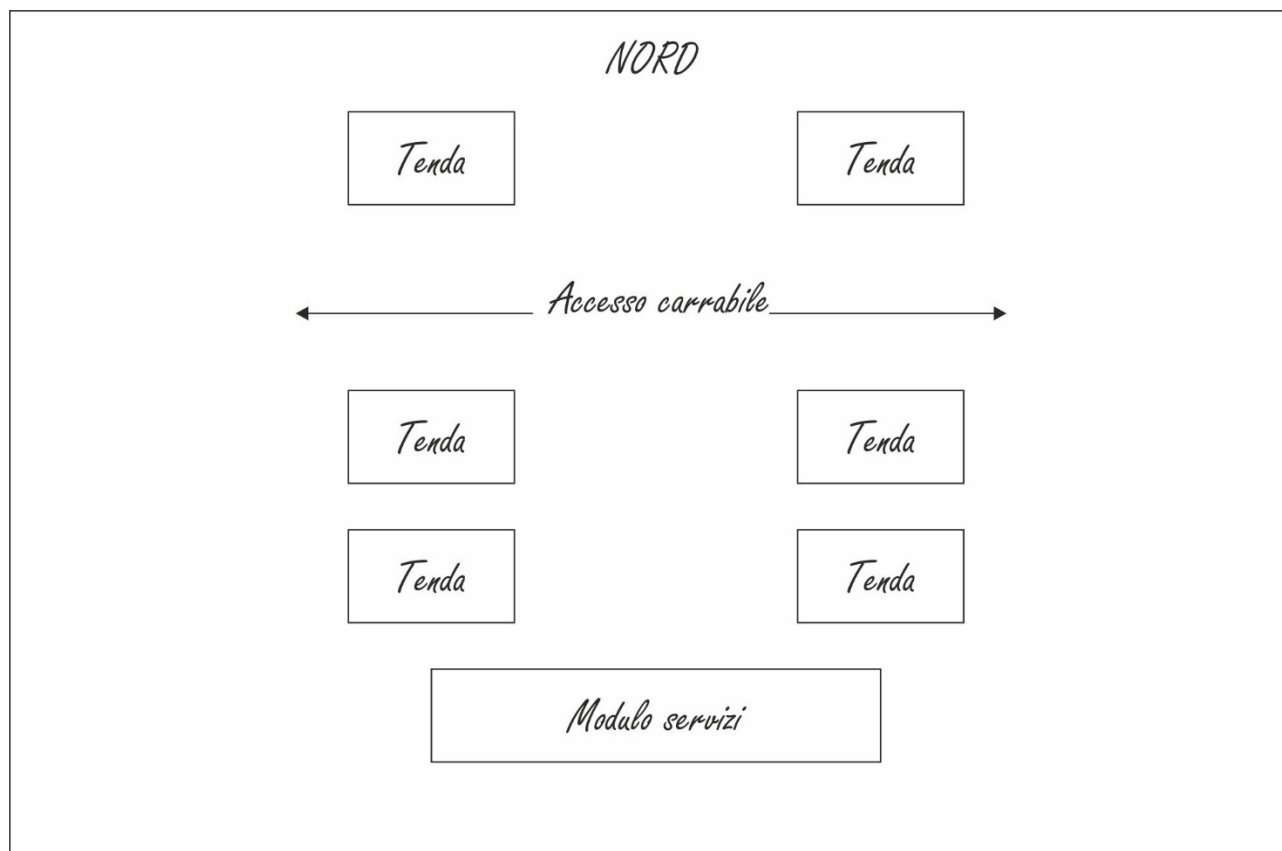 NORD
Tenda
Tenda
Accesso carrabile
Tenda
Tenda
Tenda
Tenda
Modulo servizi